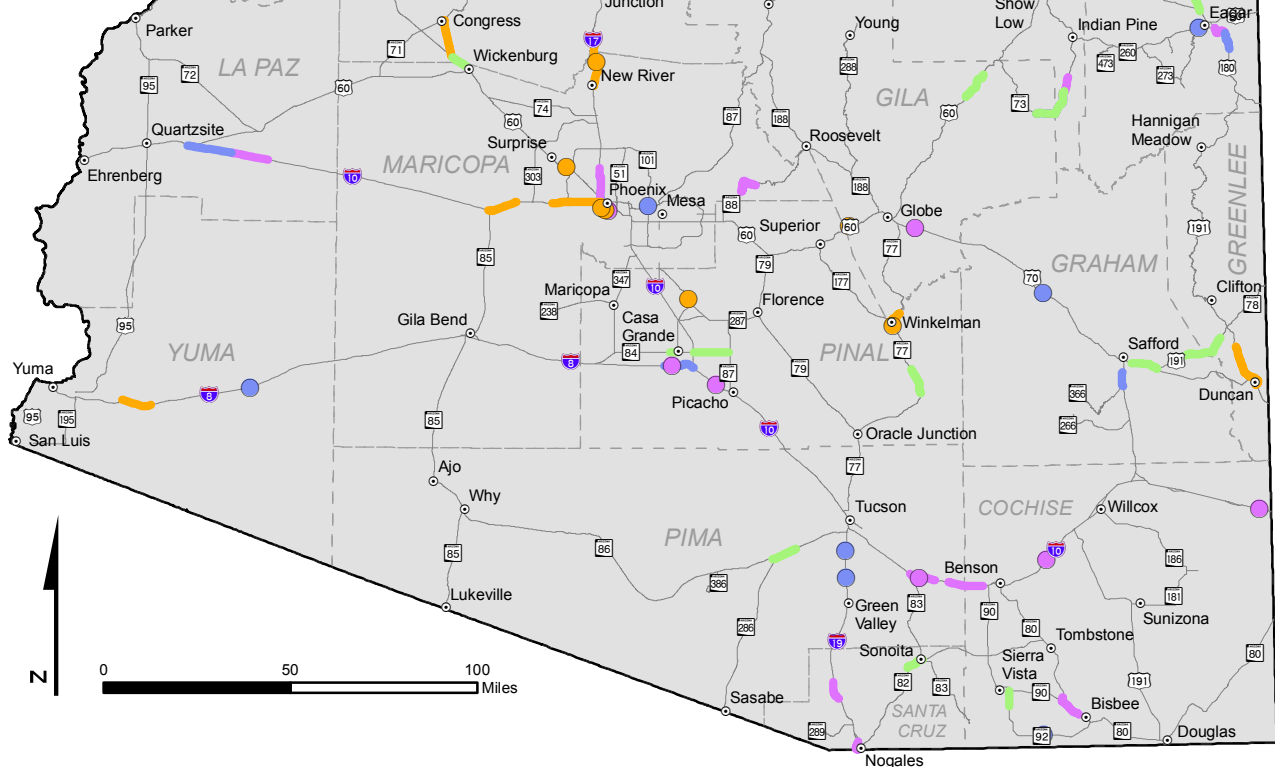 Junction
Show
Low
Eagar
Congress
Young
Indian Pine
Parker
17
71
Wickenburg
260
LA PAZ
72
New River
288
473
273
180
95
60
GILA
73
74
60
87
188
60
Hannigan
Meadow
Quartzsite
Surprise
Roosevelt
MARICOPA
101
51
GREENLEE
Ehrenberg
10
303
Phoenix
188
Mesa
88
Globe
60
Superior
60
191
77
85
79
GRAHAM
70
347
10
177
Clifton
Maricopa
238
Florence
78
95
Gila Bend
Casa
Grande
287
Winkelman
YUMA
84
PINAL
77
Safford
8
191
Yuma
79
87
8
366
Duncan
Picacho
95
195
85
10
266
San Luis
Oracle Junction
Ajo
77
Why
COCHISE
Willcox
Tucson
PIMA
86
10
85
186
386
Benson
Lukeville
83
90
181
Green
Valley
Sunizona
286
80
Tombstone
19
Sonoita
Sierra
Vista
80
0
50
100
N
Miles
82
83
191
90
Sasabe
SANTA
CRUZ
Bisbee
289
92
80
Douglas
Nogales